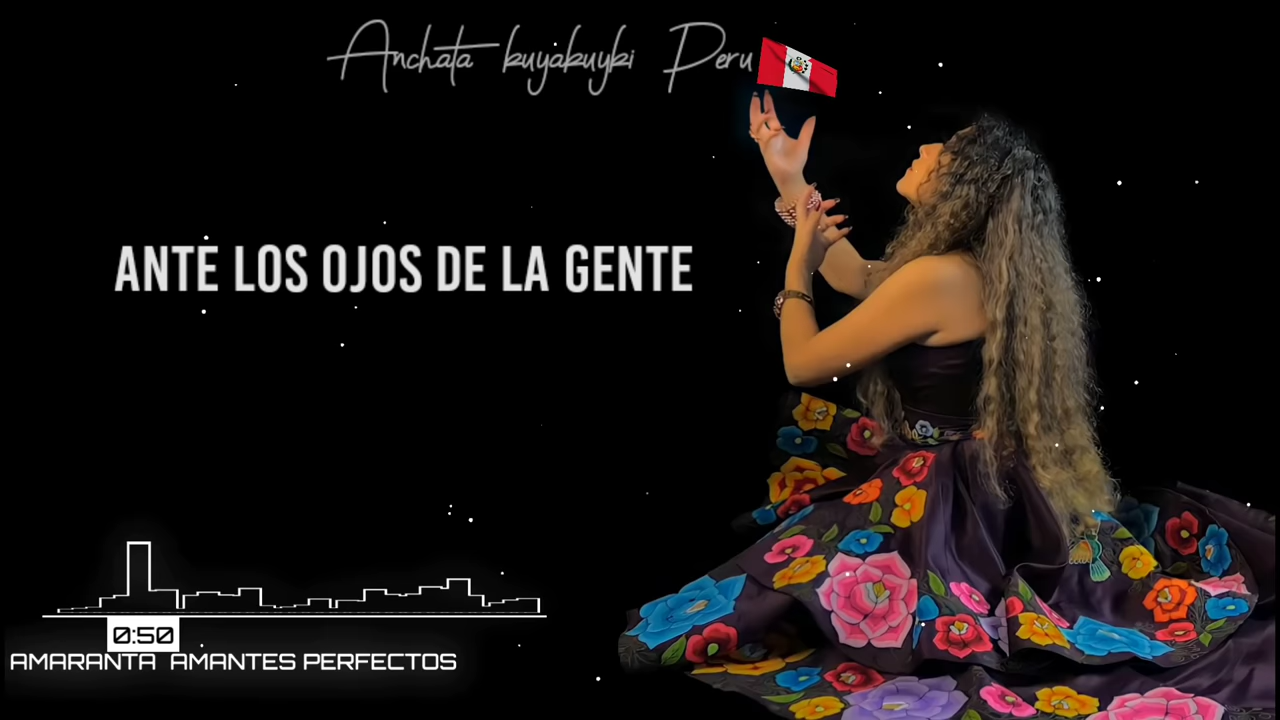 Anchata kuyakuyki Peru
ANTE LOS OJOS DE LA GENTE
0:50
AMARANTA AMANTES PERFECTOS